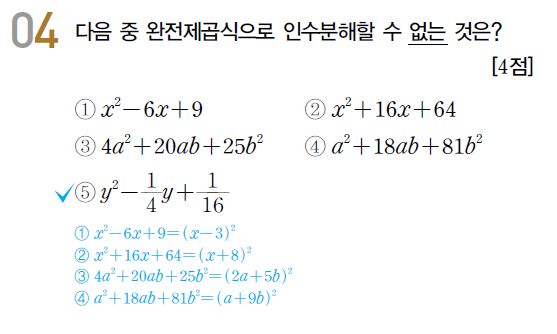 04 다음 중 완전제곱식으로 인수분해할 수 없는 것은?
[4점]
① x²-6x+9 ② x²+16x+64
③ 4a²+20ab+25b² ④ a²+18ab+81b²
✓⑤ y²-1/4y+1/16
① x²-6x+9=(x-3)²
② x²+16x+64=(x+8)²
③ 4a²+20ab+25b²=(2a+5b)²
④ a²+18ab+81b²=(a+9b)²